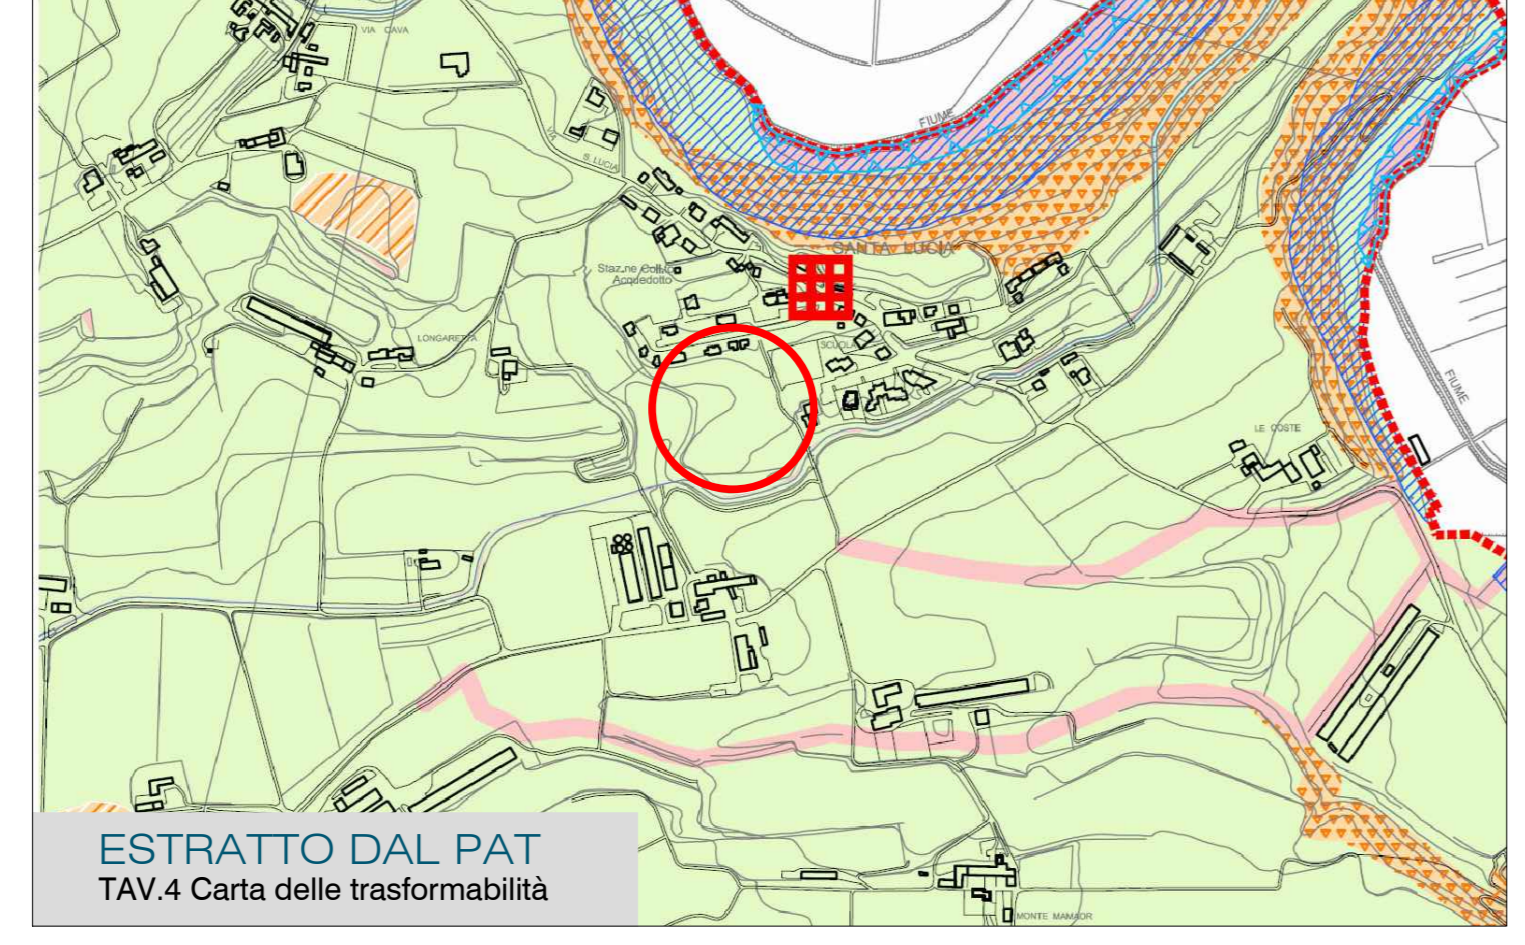 VIA CAVA
FIUME
VIA
S. LUCIA
SANTA LUCIA
Staz.ne Coll.
Acquedotto
LONGARETTA
SCUOLA
FIUME
LE COSTE
ESTRATTO DAL PAT
TAV.4 Carta delle trasformabilità
MONTE MAMAOR